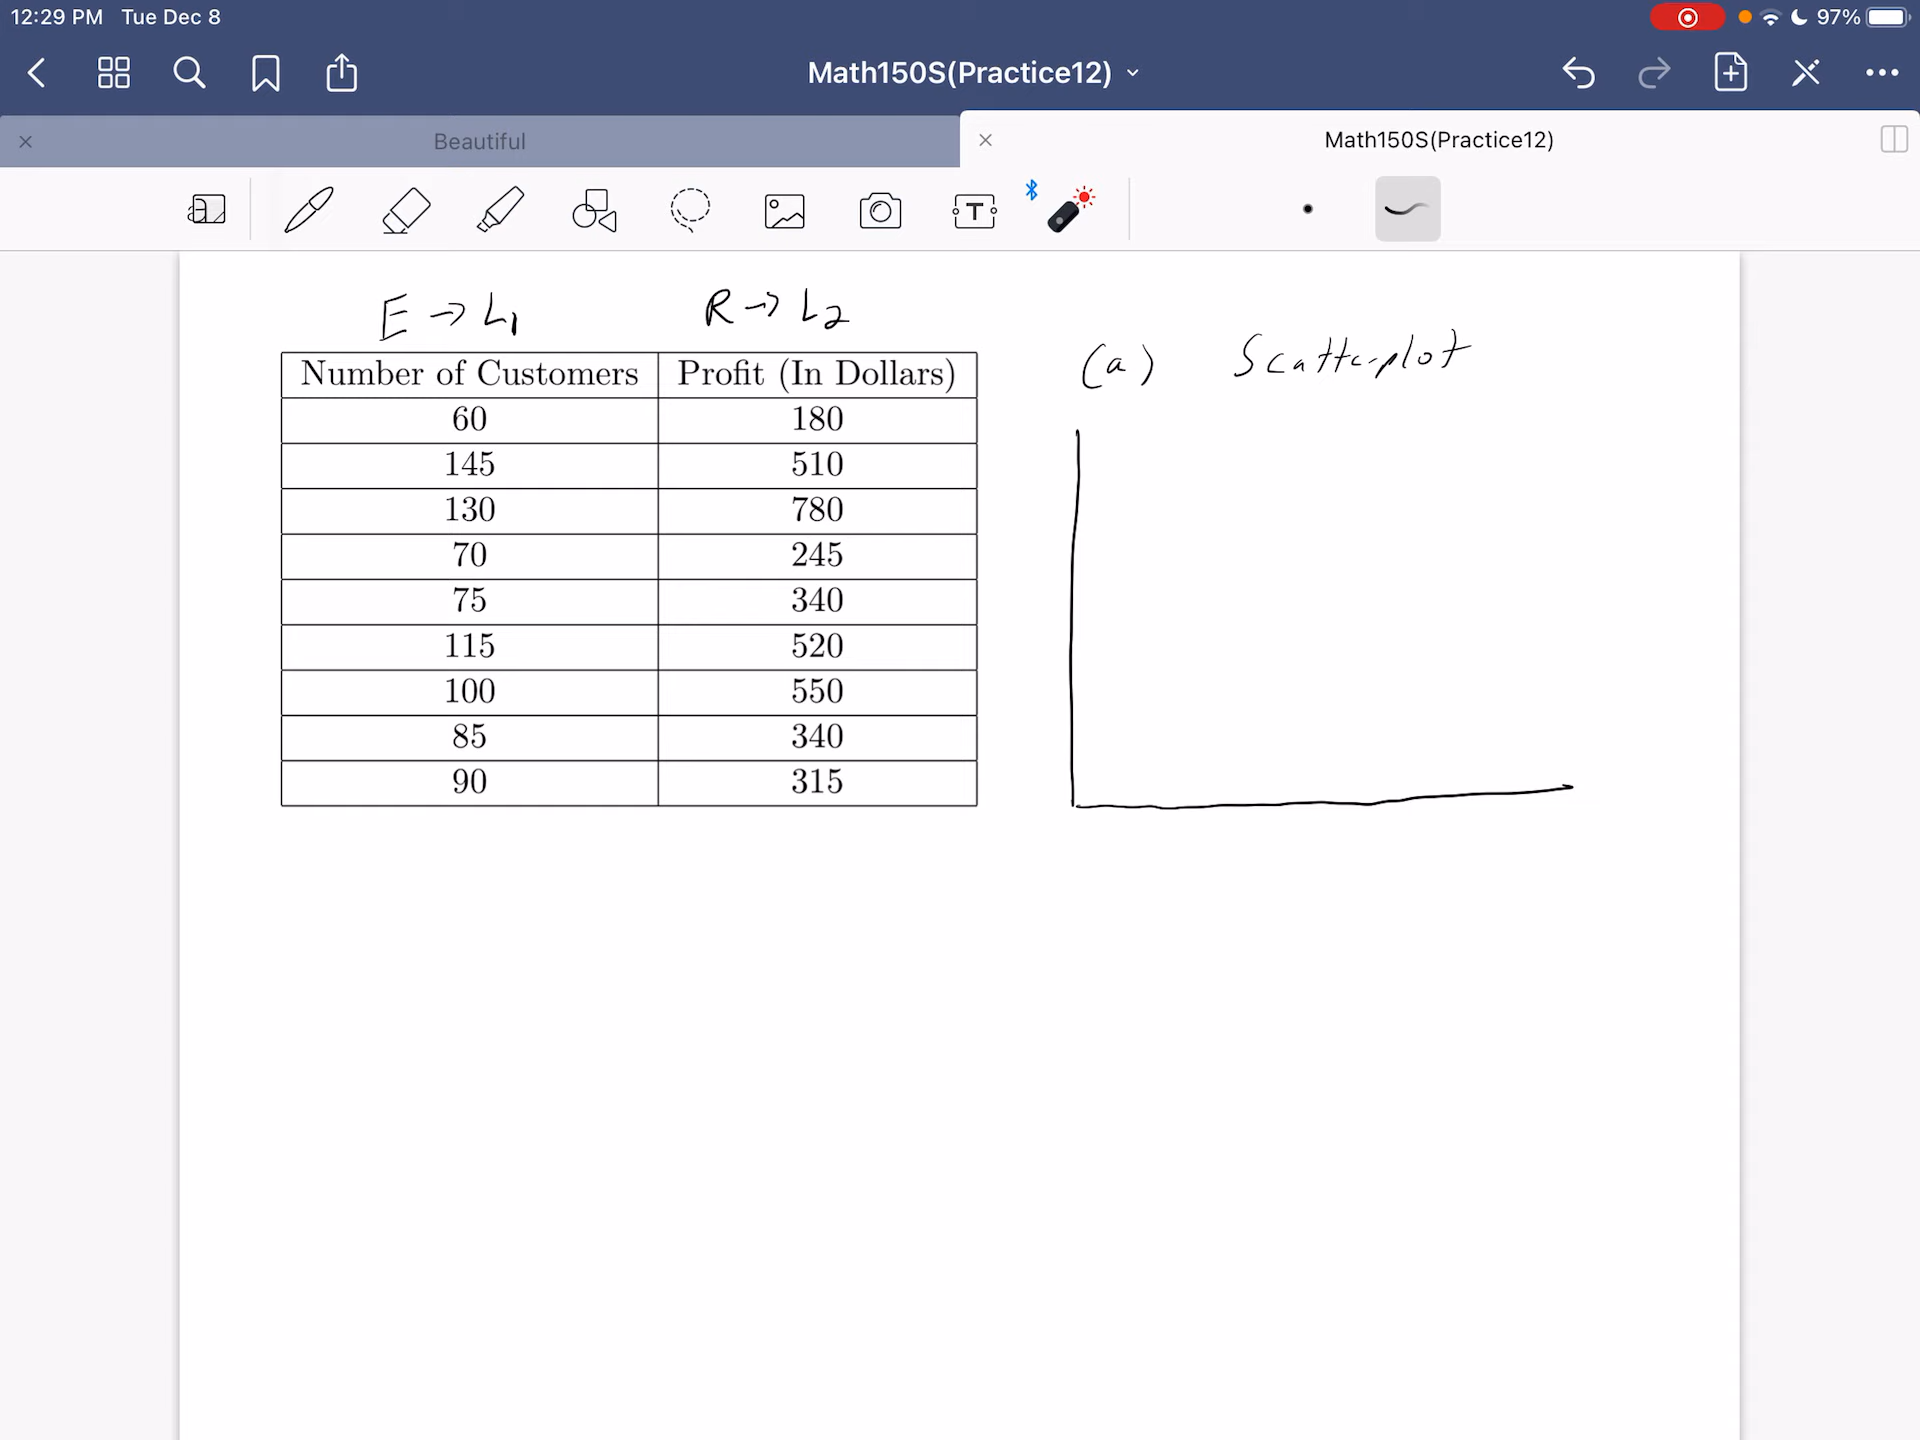 12:29 PM Tue Dec 8
97%
Math150S(Practice12)
Beautiful
Math150S(Practice12)
T
E → L1 R → L2
(a) Scatterplot
Number of Customers Profit (In Dollars)
60 180
145 510
130 780
70 245
75 340
115 520
100 550
85 340
90 315